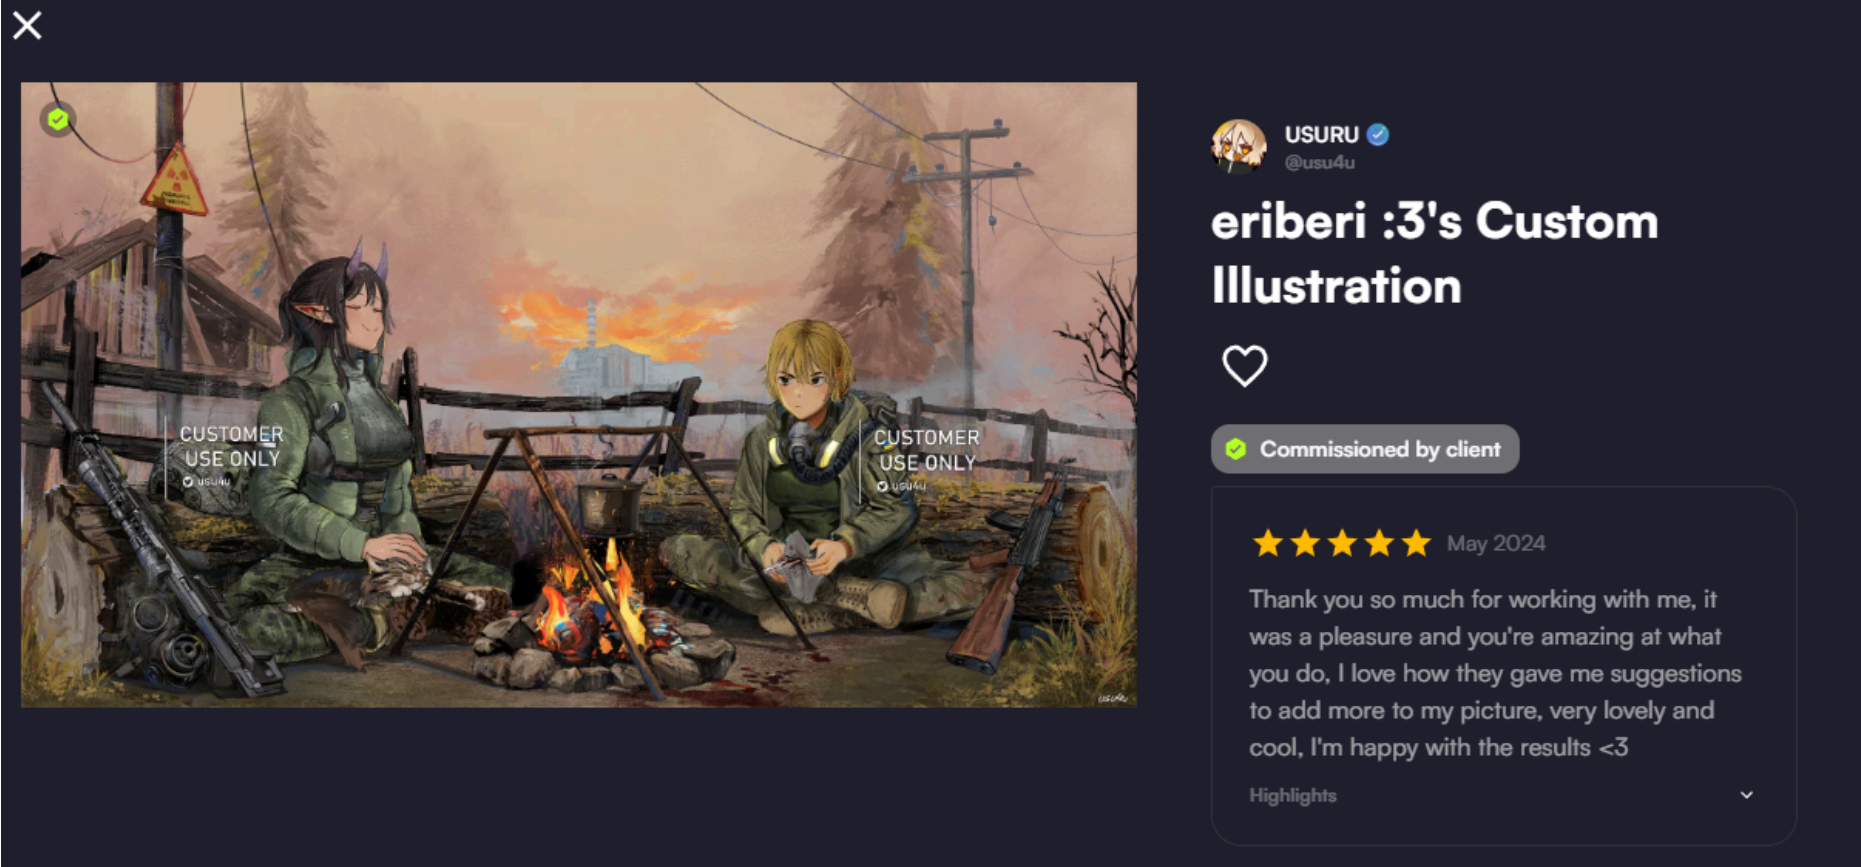 USURU
@usu4u
eriberi :3's Custom
Illustration
Commissioned by client
May 2024
Thank you so much for working with me, it
was a pleasure and you're amazing at what
you do, I love how they gave me suggestions
to add more to my picture, very lovely and
cool, I'm happy with the results <3
Highlights
CUSTOMER
USE ONLY
usu4u
CUSTOMER
USE ONLY
usu4u